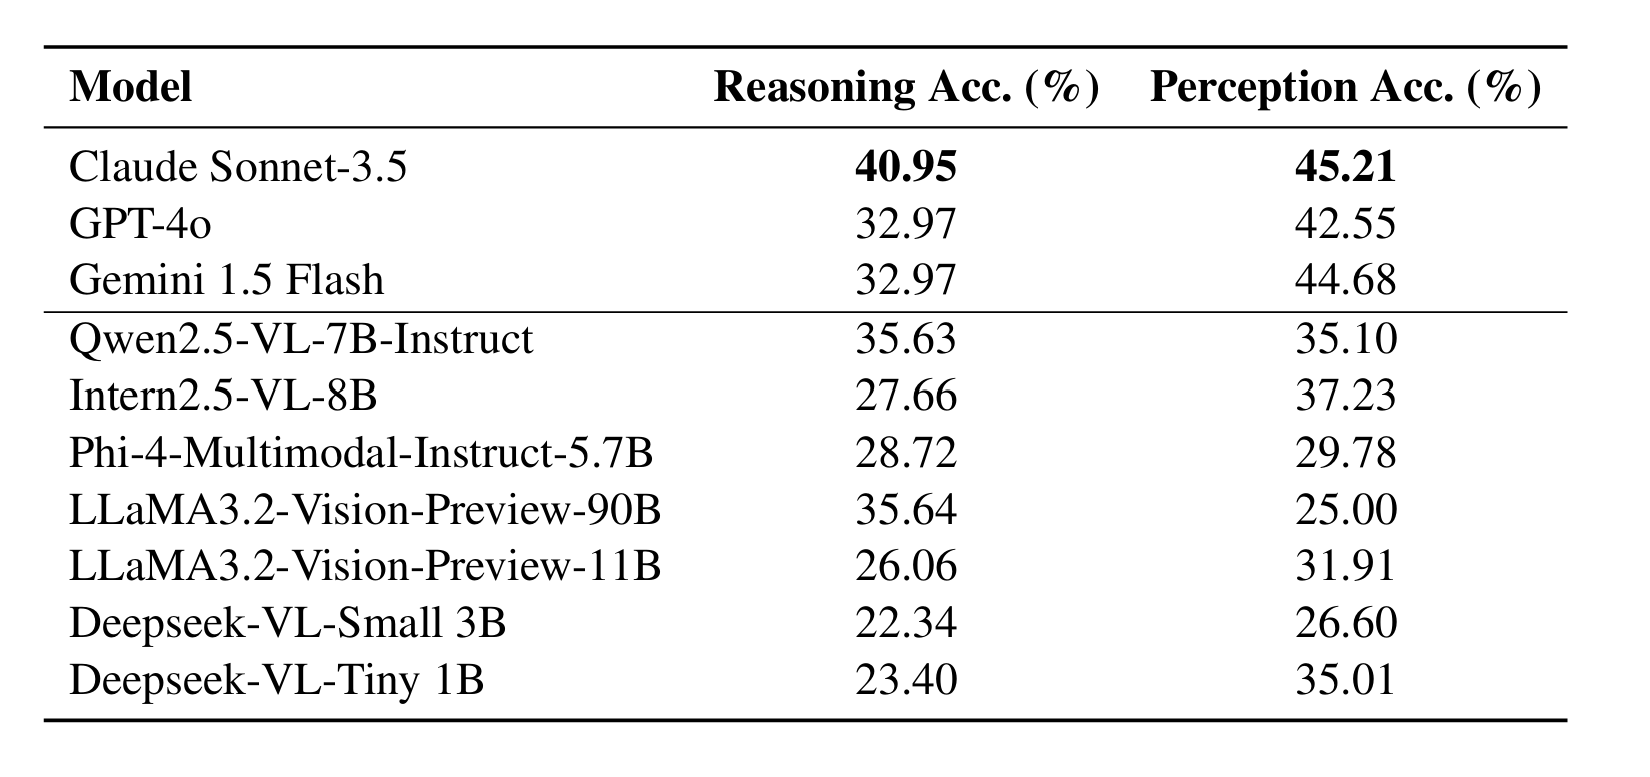 Model Reasoning Acc. (%) Perception Acc. (%)
Claude Sonnet-3.5 40.95 45.21
GPT-4o 32.97 42.55
Gemini 1.5 Flash 32.97 44.68
Qwen2.5-VL-7B-Instruct 35.63 35.10
Intern2.5-VL-8B 27.66 37.23
Phi-4-Multimodal-Instruct-5.7B 28.72 29.78
LLaMA3.2-Vision-Preview-90B 35.64 25.00
LLaMA3.2-Vision-Preview-11B 26.06 31.91
Deepseek-VL-Small 3B 22.34 26.60
Deepseek-VL-Tiny 1B 23.40 35.01